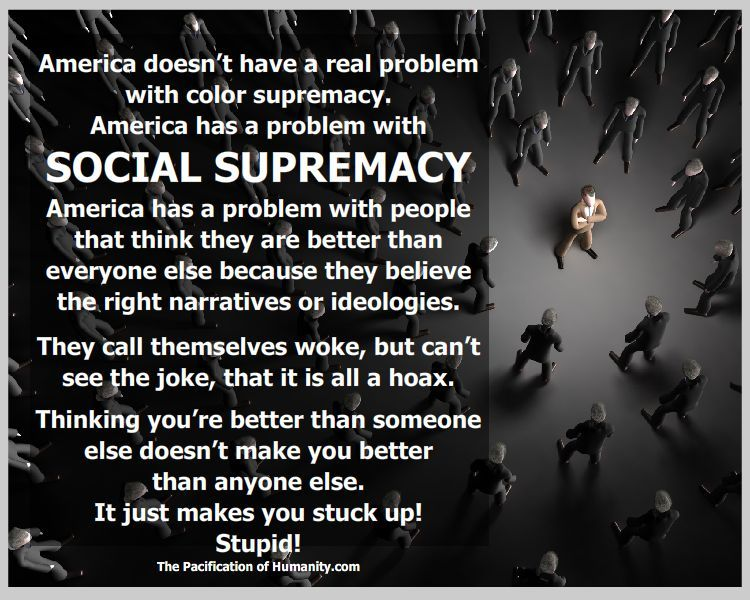 America doesn’t have a real problem
with color supremacy.
America has a problem with
SOCIAL SUPREMACY
America has a problem with people
that think they are better than
everyone else because they believe
the right narratives or ideologies.
They call themselves woke, but can’t
see the joke, that it is all a hoax.
Thinking you’re better than someone
else doesn’t make you better
than anyone else.
It just makes you stuck up!
Stupid!
The Pacification of Humanity.com